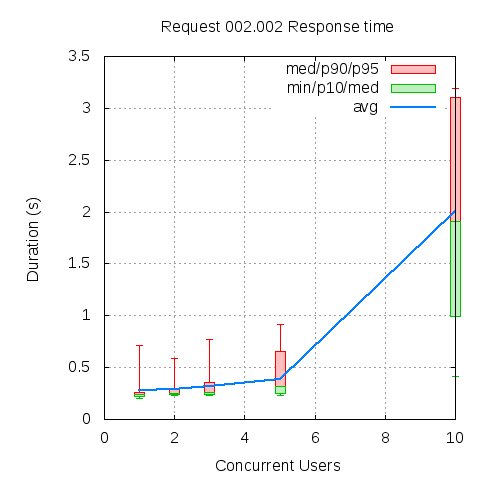 Request 002.002 Response time
med/p90/p95
min/p10/med
avg
3.5
3
2.5
2
1.5
1
0.5
0
Duration (s)
0 2 4 6 8 10
Concurrent Users